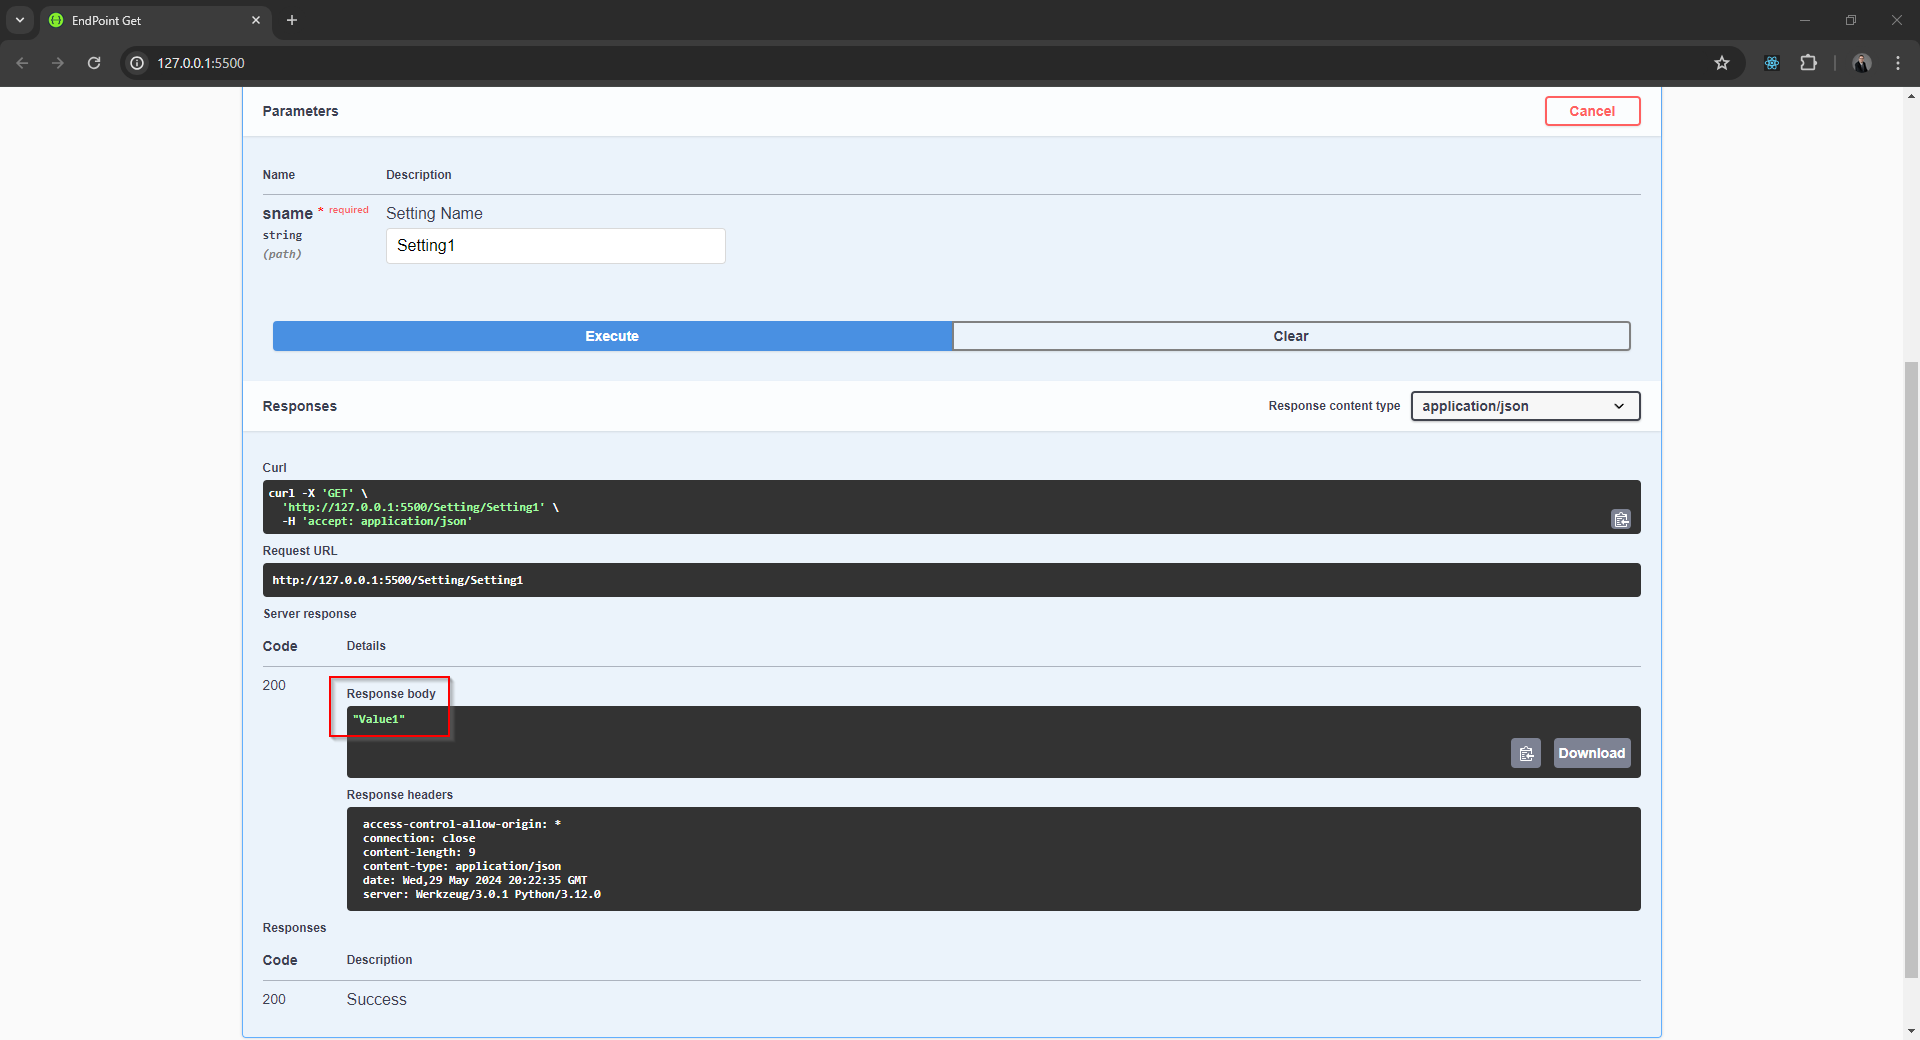 EndPoint Get
127.0.0.1:5500
Parameters
Cancel
Name Description
sname * required Setting Name
string
Setting1
(path)
Execute Clear
Responses Response content type application/json
Curl
curl -X 'GET' \
'http://127.0.0.1:5500/Setting/Setting1' \
-H 'accept: application/json'
Request URL
http://127.0.0.1:5500/Setting/Setting1
Server response
Code Details
200
Response body
"Value1"
Download
Response headers
access-control-allow-origin: *
connection: close
content-length: 9
content-type: application/json
date: Wed,29 May 2024 20:22:35 GMT
server: Werkzeug/3.0.1 Python/3.12.0
Responses
Code Description
200 Success